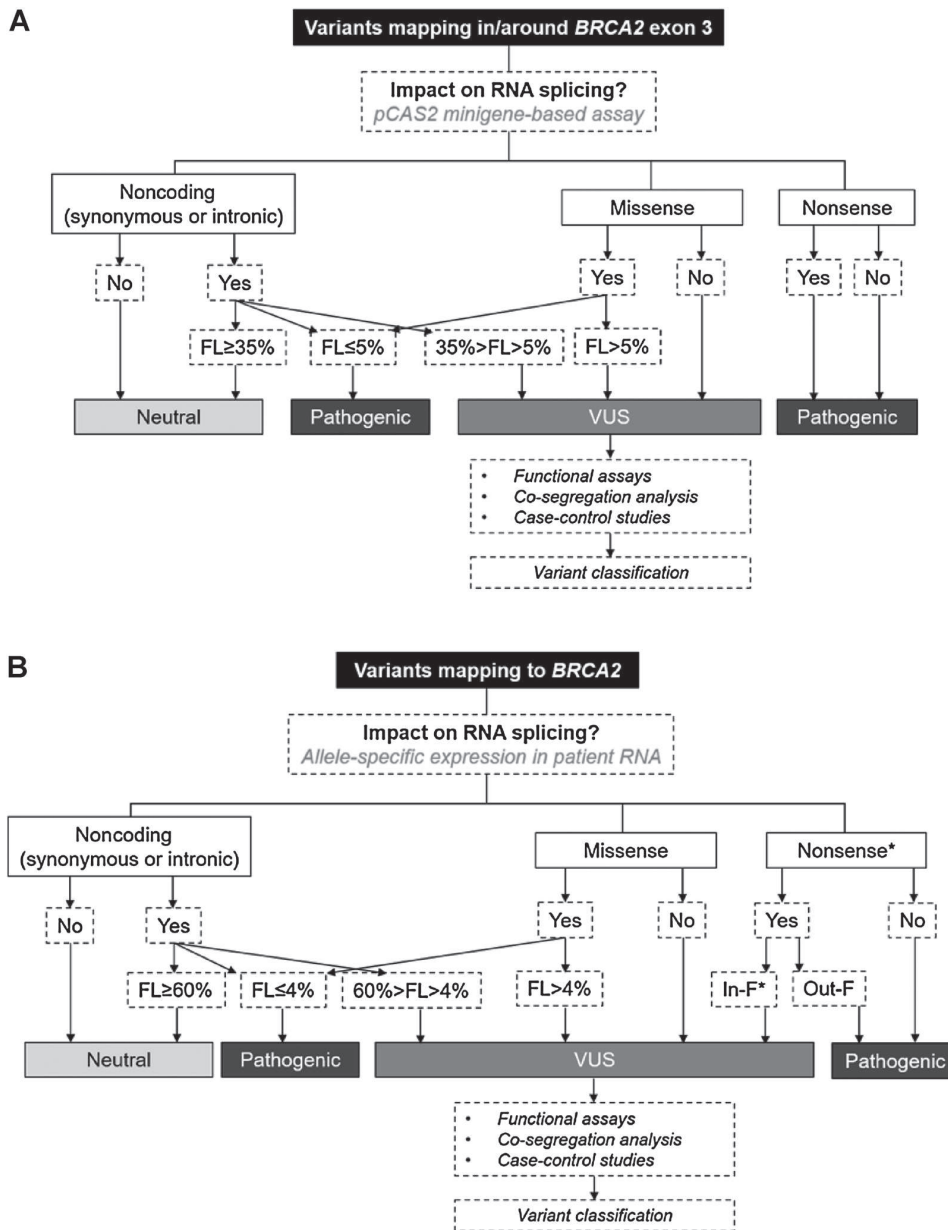 A
Variants mapping in/around BRCA2 exon 3
Impact on RNA splicing?
pCAS2 minigene-based assay
Noncoding
(synonymous or intronic)
Missense
Nonsense
No
Yes
Yes
No
Yes
No
FL≥35%
FL≤5%
35%>FL>5%
FL>5%
Neutral
Pathogenic
VUS
Pathogenic
• Functional assays
• Co-segregation analysis
• Case-control studies
Variant classification
B
Variants mapping to BRCA2
Impact on RNA splicing?
Allele-specific expression in patient RNA
Noncoding
(synonymous or intronic)
Missense
Nonsense*
No
Yes
Yes
No
Yes
No
FL≥60%
FL≤4%
60%>FL>4%
FL>4%
In-F*
Out-F
Neutral
Pathogenic
VUS
Pathogenic
• Functional assays
• Co-segregation analysis
• Case-control studies
Variant classification